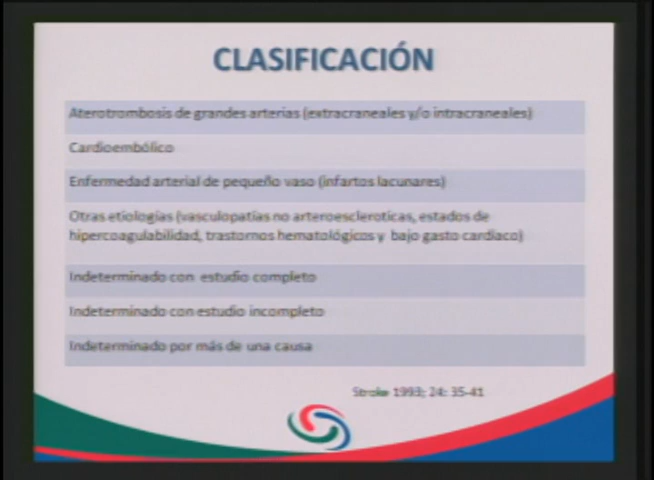 CLASIFICACIÓN
Aterotrombosis de grandes arterias (extracraneales y/o intracraneales)
Cardioembólico
Enfermedad arterial de pequeño vaso (infartos lacunares)
Otras etiologías (vasculopatías no arteroescleroticas, estados de
hipercoagulabilidad, trastornos hematológicos y bajo gasto cardiaco)
Indeterminado con estudio completo
Indeterminado con estudio incompleto
Indeterminado por más de una causa
Stroke 1993; 24: 35-41